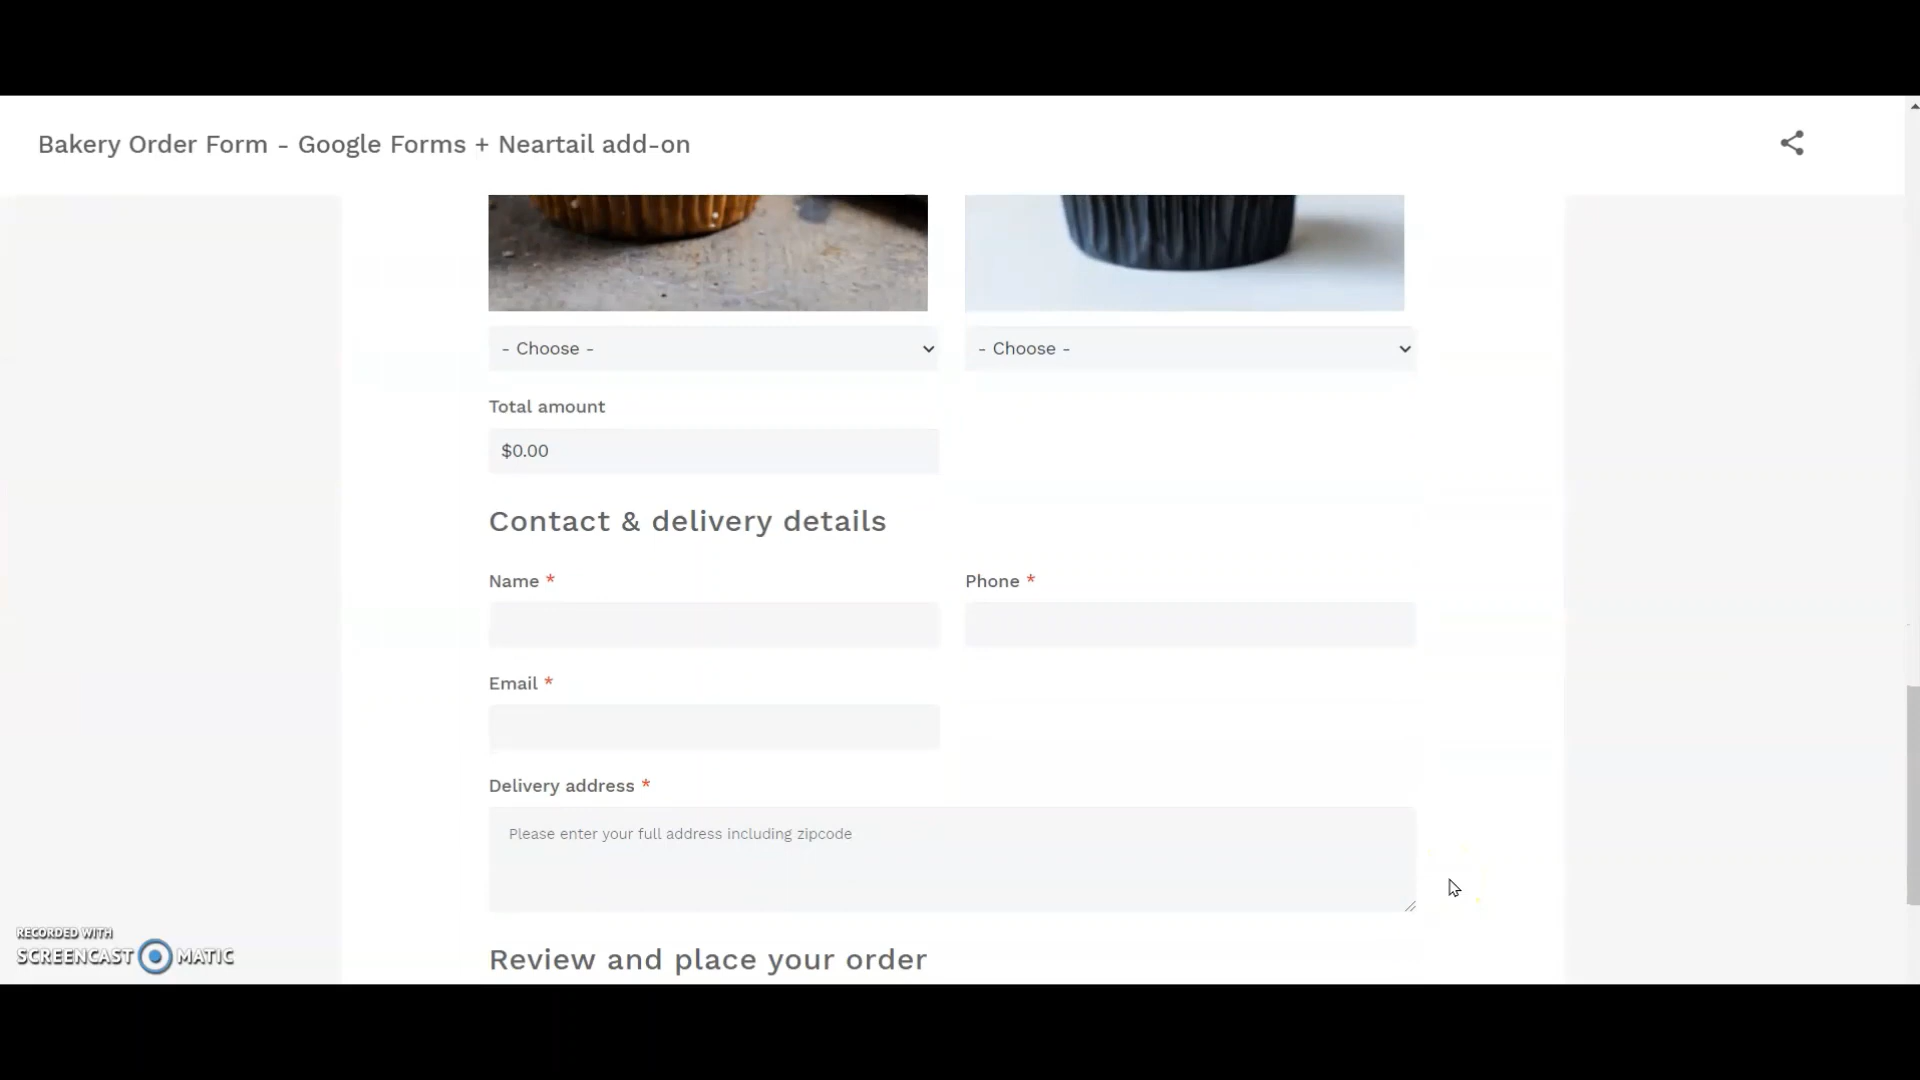 Bakery Order Form - Google Forms + Neartail add-on
- Choose -
- Choose -
Total amount
$0.00
Contact & delivery details
Name *
Phone *
Email *
Delivery address *
Please enter your full address including zipcode
RECORDED WITH
SCREENCAST MATIC
Review and place your order